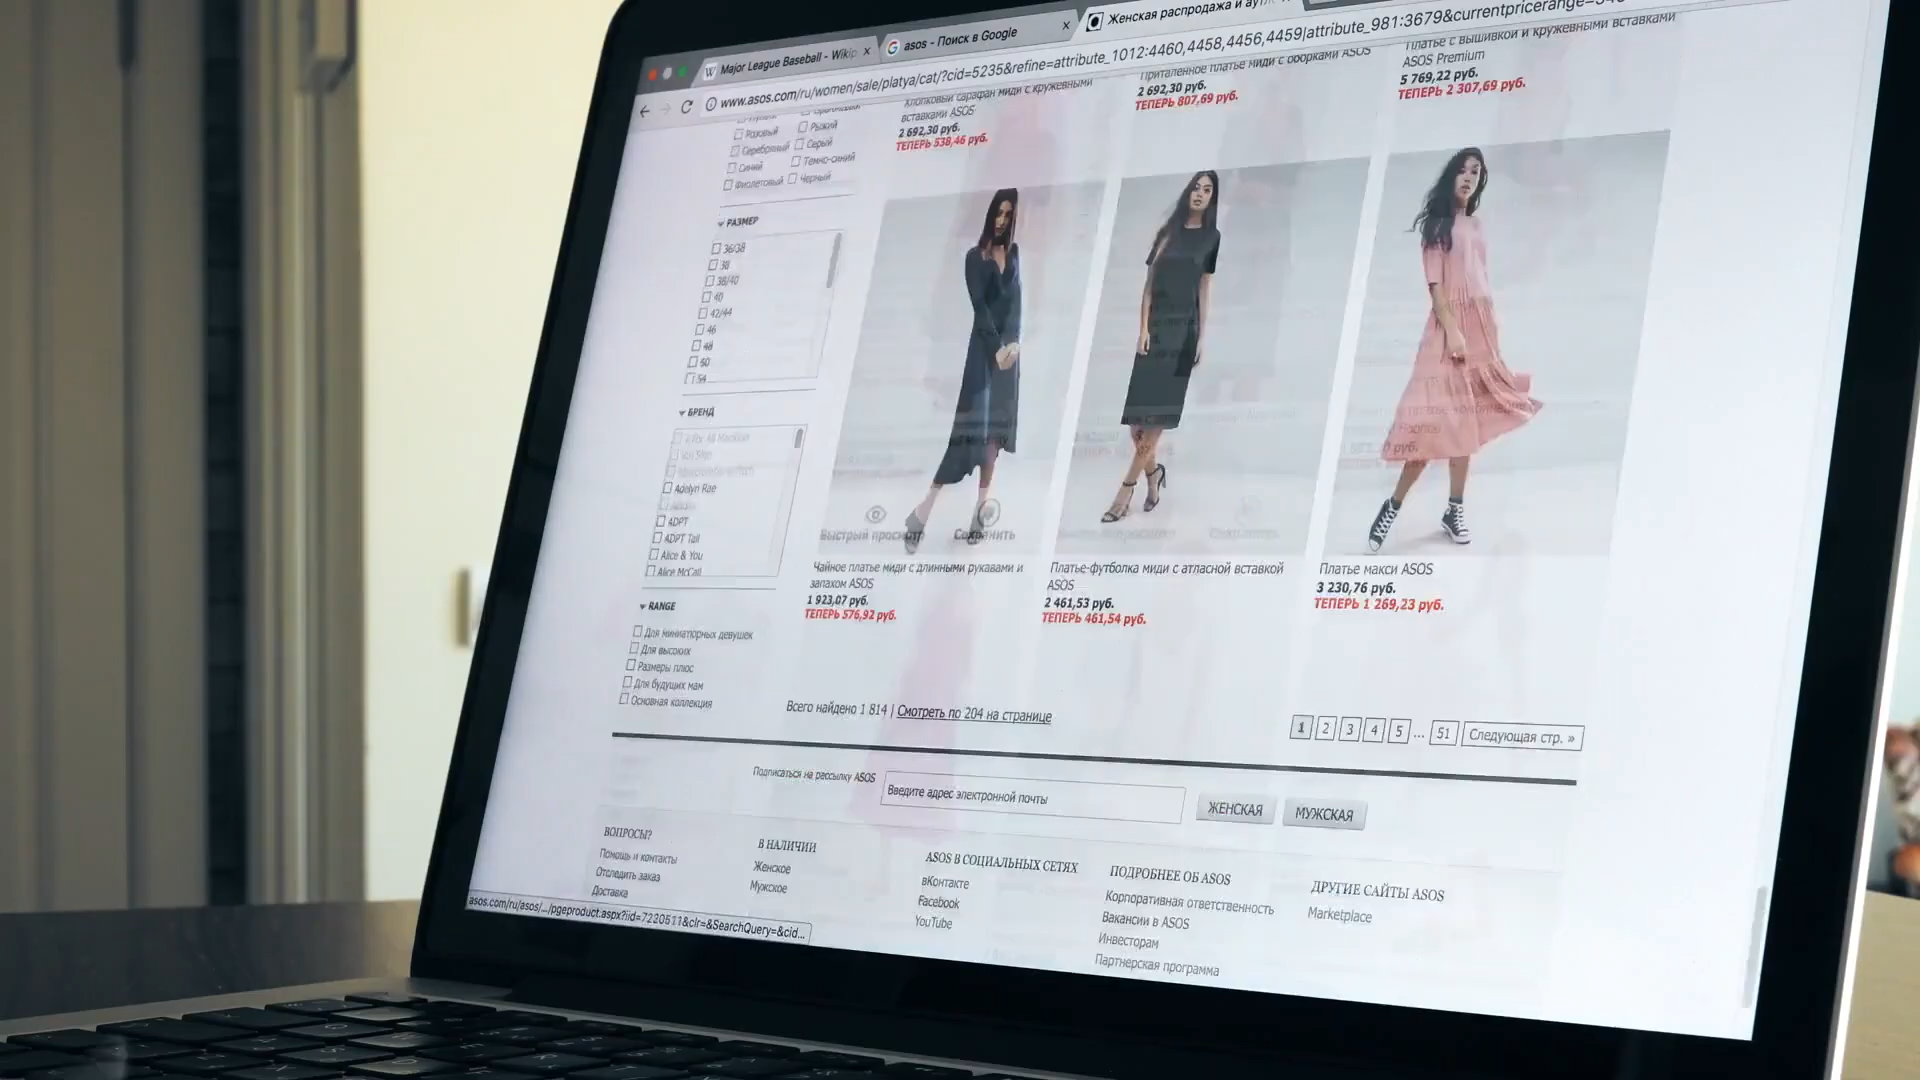 Major League Baseball - Wikip
asos - Поиск в Google
Женская распродажа и аутл
www.asos.com/ru/women/sale/platya/cat/?cid=5235&refine=attribute_1012:4460,4458,4456,4459|attribute_981:3679&currentpricerange=
Розовый
Рыжий
Серебряный
Серый
Синий
Темно-синий
Фиолетовый
Черный
РАЗМЕР
36/38
38
38/40
40
42/44
46
48
50
54
БРЕНД
Adelyn Rae
ADPT
ADPT Tall
Alice & You
Alice McCall
RANGE
Для миниатюрных девушек
Для высоких
Размеры плюс
Для будущих мам
Основная коллекция
Хлопковый сарафан миди с кружевными
вставками ASOS
2 692,30 руб.
ТЕПЕРЬ 538,46 руб.
Приталенное платье миди с оборками ASOS
2 692,30 руб.
ТЕПЕРЬ 807,69 руб.
Платье с вышивкой и кружевными вставками
ASOS Premium
5 769,22 руб.
ТЕПЕРЬ 2 307,69 руб.
Быстрый просмотр
Сохранить
Чайное платье миди с длинными рукавами и
запахом ASOS
1 923,07 руб.
ТЕПЕРЬ 576,92 руб.
Платье-футболка миди с атласной вставкой
ASOS
2 461,53 руб.
ТЕПЕРЬ 461,54 руб.
Платье макси ASOS
3 230,76 руб.
ТЕПЕРЬ 1 269,23 руб.
Всего найдено 1 814 | Смотреть по 204 на странице
1 2 3 4 5 ... 51 Следующая стр. »
Подписаться на рассылку ASOS
Введите адрес электронной почты
ЖЕНСКАЯ
МУЖСКАЯ
ВОПРОСЫ?
Помощь и контакты
Отследить заказ
Доставка
В НАЛИЧИИ
Женское
Мужское
ASOS В СОЦИАЛЬНЫХ СЕТЯХ
вКонтакте
Facebook
YouTube
ПОДРОБНЕЕ ОБ ASOS
Корпоративная ответственность
Вакансии в ASOS
Инвесторам
Партнерская программа
ДРУГИЕ САЙТЫ ASOS
Marketplace
asos.com/ru/asos/.../pgeproduct.aspx?iid=7220511&clr=&SearchQuery=&cid...